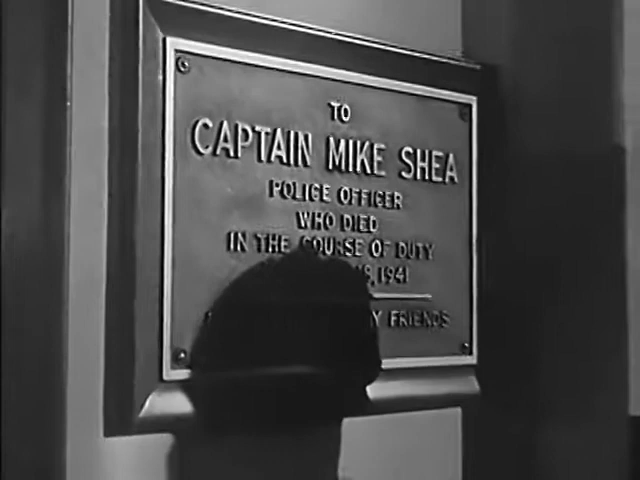 TO
CAPTAIN MIKE SHEA
POLICE OFFICER
WHO DIED
IN THE COURSE OF DUTY
1941
FRIENDS